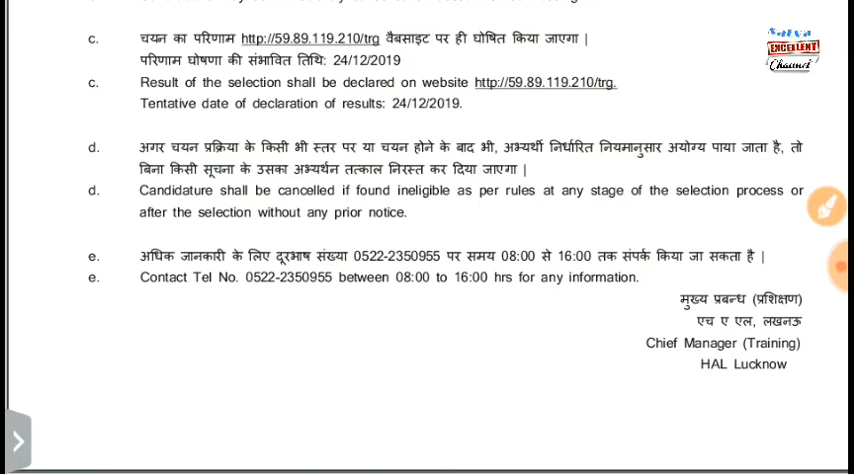 c. चयन का परिणाम http://59.89.119.210/trg वैबसाइट पर ही घोषित किया जाएगा |
परिणाम घोषणा की संभावित तिथि: 24/12/2019
EXCELLENT
Channel
c. Result of the selection shall be declared on website http://59.89.119.210/trg.
Tentative date of declaration of results: 24/12/2019.
d. अगर चयन प्रक्रिया के किसी भी स्तर पर या चयन होने के बाद भी, अभ्यर्थी निर्धारित नियमानुसार अयोग्य पाया जाता है, तो
बिना किसी सूचना के उसका अभ्यर्थन तत्काल निरस्त कर दिया जाएगा |
d. Candidature shall be cancelled if found ineligible as per rules at any stage of the selection process or
after the selection without any prior notice.
e. अधिक जानकारी के लिए दूरभाष संख्या 0522-2350955 पर समय 08:00 से 16:00 तक संपर्क किया जा सकता है |
e. Contact Tel No. 0522-2350955 between 08:00 to 16:00 hrs for any information.
मुख्य प्रबन्ध (प्रशिक्षण)
एच ए एल, लखनऊ
Chief Manager (Training)
HAL Lucknow